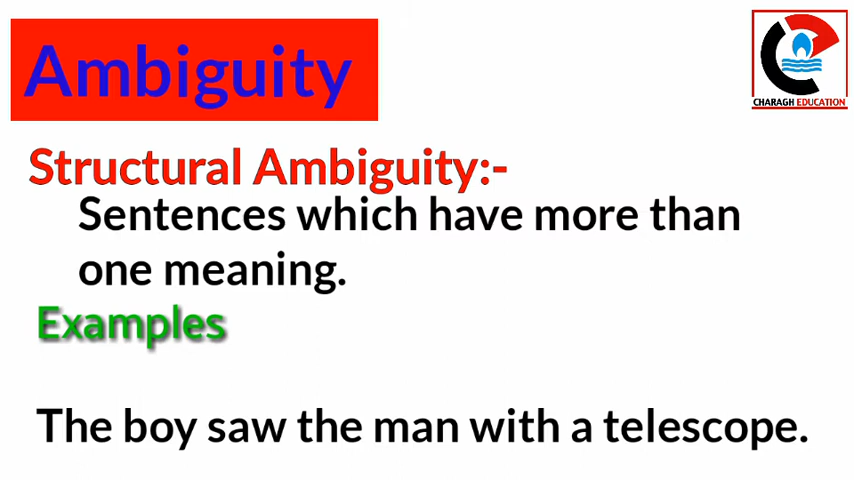 Ambiguity
CHARAGH EDUCATION
Structural Ambiguity:-
Sentences which have more than
one meaning.
Examples
The boy saw the man with a telescope.